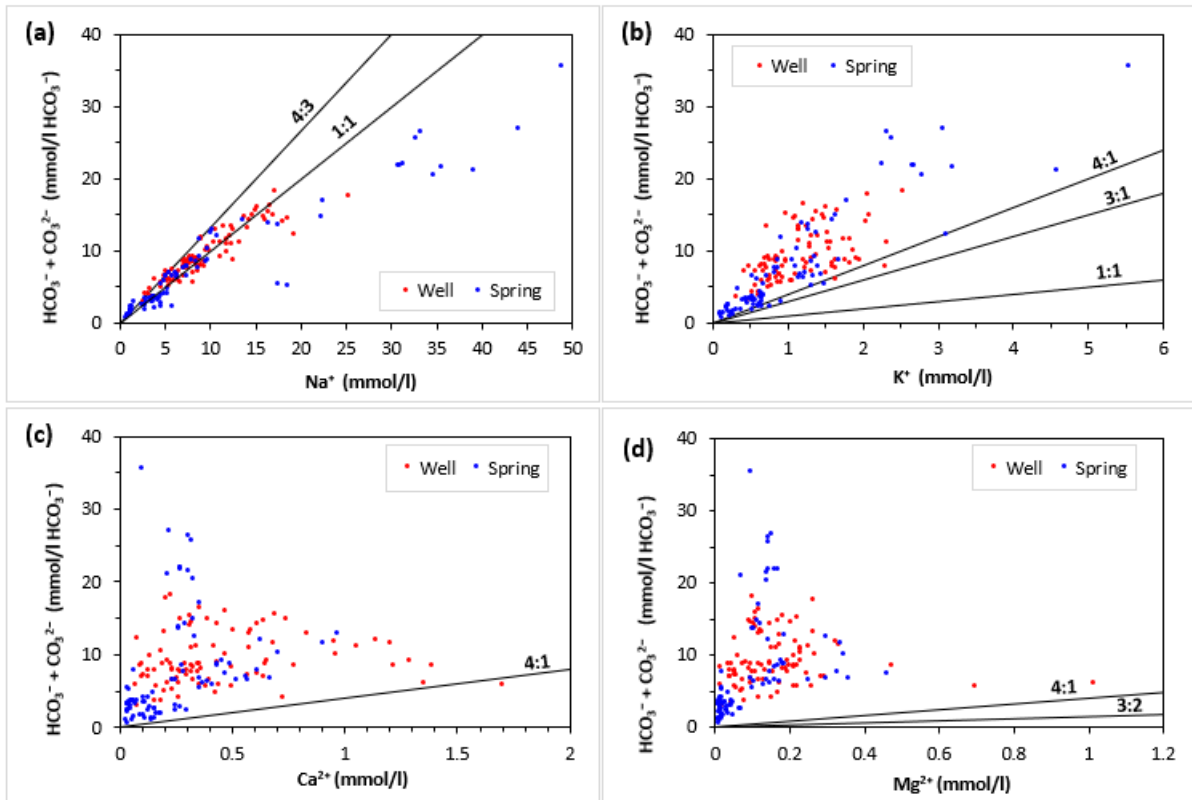 (a)
40
30
20
10
0
HCO₃⁻ + CO₃²⁻ (mmol/l HCO₃⁻)
4:3
1:1
Well Spring
0 5 10 15 20 25 30 35 40 45 50
Na⁺ (mmol/l)
(b)
40
30
20
10
0
HCO₃⁻ + CO₃²⁻ (mmol/l HCO₃⁻)
Well Spring
4:1
3:1
1:1
0 1 2 3 4 5 6
K⁺ (mmol/l)
(c)
40
30
20
10
0
HCO₃⁻ + CO₃²⁻ (mmol/l HCO₃⁻)
Well Spring
4:1
0 0.5 1 1.5 2
Ca²⁺ (mmol/l)
(d)
40
30
20
10
0
HCO₃⁻ + CO₃²⁻ (mmol/l HCO₃⁻)
Well Spring
4:1
3:2
0 0.2 0.4 0.6 0.8 1 1.2
Mg²⁺ (mmol/l)